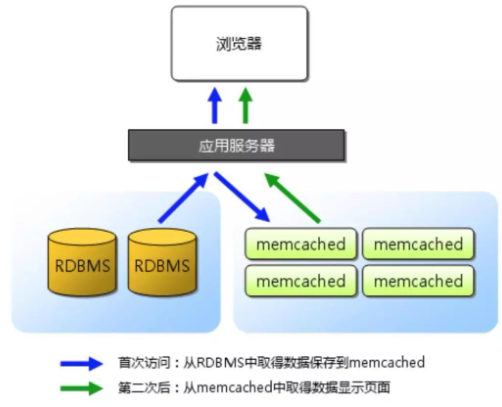 浏览器
应用服务器
RDBMS RDBMS
memcached memcached
memcached memcached
首次访问：从RDBMS中取得数据保存到memcached
第二次后：从memcached中取得数据显示页面